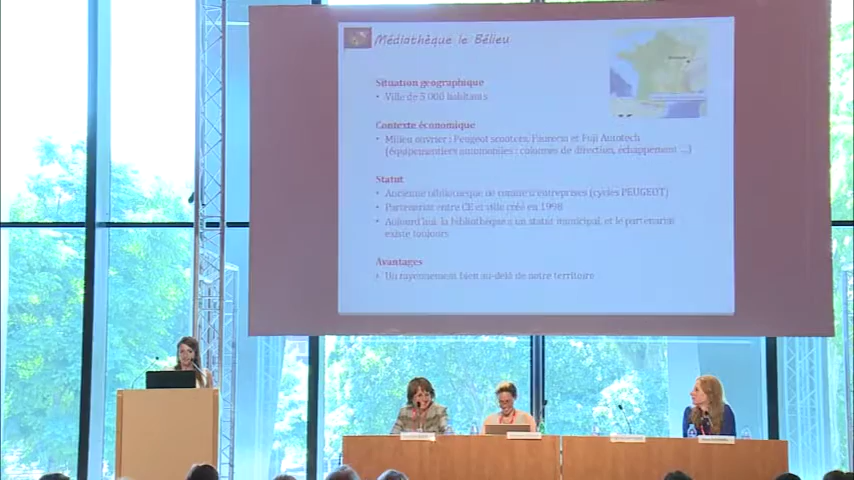 Médiathèque le Bélieu
Situation géographique
• Ville de 5 000 habitants
Contexte économique
• Milieu ouvrier : Peugeot scooters, Faurecia et Fuji Autotech
(équipementiers automobiles : colonnes de direction, échappement ...)
Statut
• Ancienne bibliothèque de comité d'entreprises (cycles PEUGEOT)
• Partenariat entre CE et ville créé en 1998
• Aujourd'hui, la bibliothèque a un statut municipal, et le partenariat
existe toujours
Avantages
• Un rayonnement bien au-delà de notre territoire